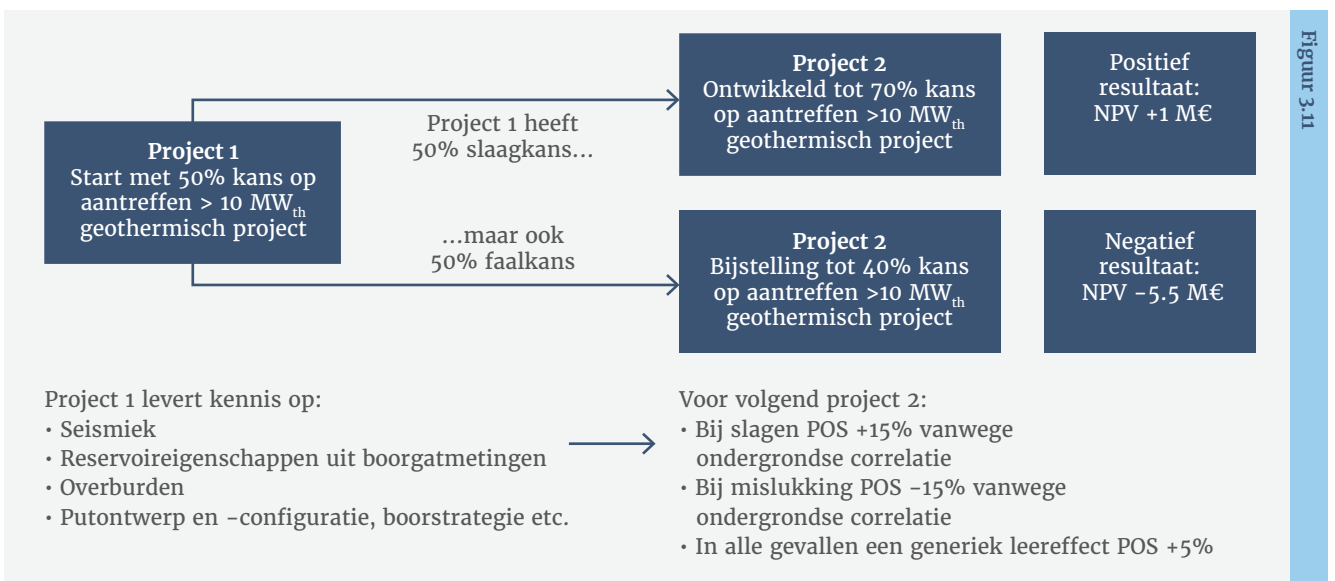 Project 1
Start met 50% kans op
aantreffen > 10 MWth
geothermisch project
Project 1 heeft
50% slaagkans...
...maar ook
50% faalkans
Project 2
Ontwikkeld tot 70% kans
op aantreffen >10 MWth
geothermisch project
Positief
resultaat:
NPV +1 M€
Project 2
Bijstelling tot 40% kans
op aantreffen >10 MWth
geothermisch project
Negatief
resultaat:
NPV -5.5 M€
Project 1 levert kennis op:
· Seismiek
· Reservoireigenschappen uit boorgatmetingen
· Overburden
· Putontwerp en -configuratie, boorstrategie etc.
Voor volgend project 2:
· Bij slagen POS +15% vanwege
ondergrondse correlatie
· Bij mislukking POS -15% vanwege
ondergrondse correlatie
· In alle gevallen een generiek leereffect POS +5%
Figuur 3.11